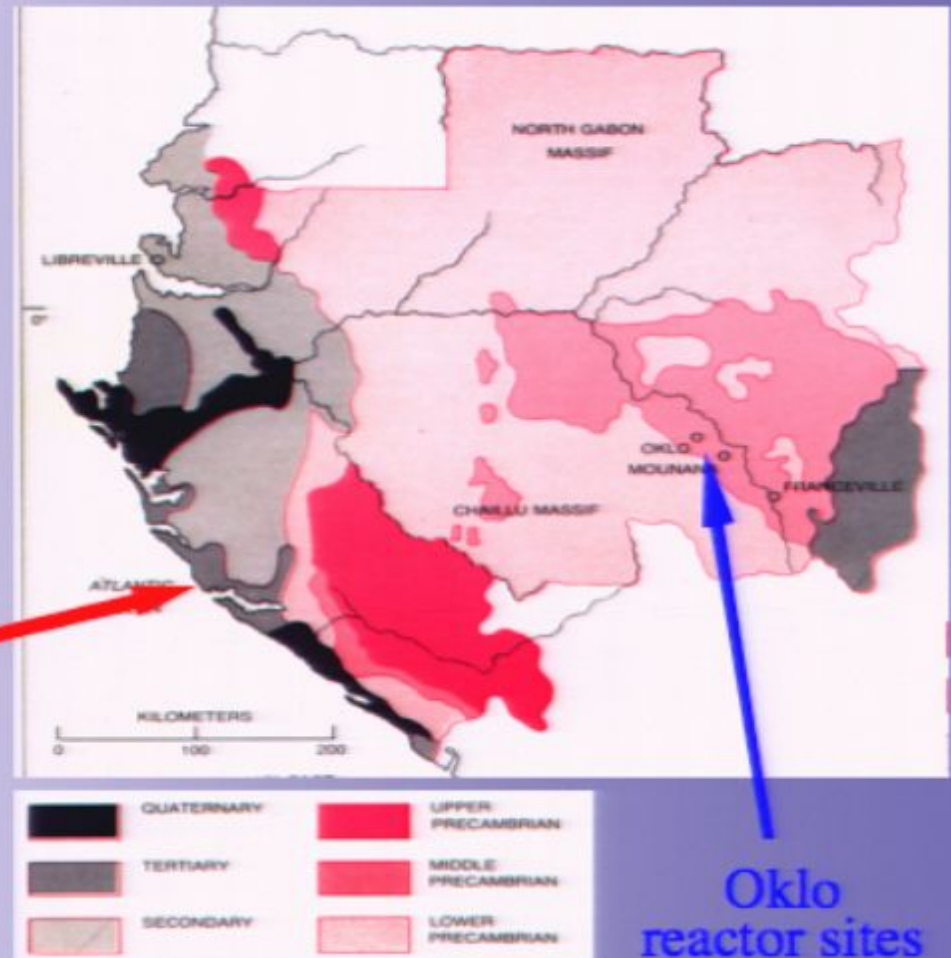 NORTH GABON
MASSIF
LIBREVILLE
0°
OKLO
MOUNANA
FRANCEVILLE
CHAILLU MASSIF
ATLANTIC
KILOMETERS
0 100 200
QUATERNARY
UPPER
PRECAMBRIAN
TERTIARY
MIDDLE
PRECAMBRIAN
SECONDARY
LOWER
PRECAMBRIAN
Oklo
reactor sites